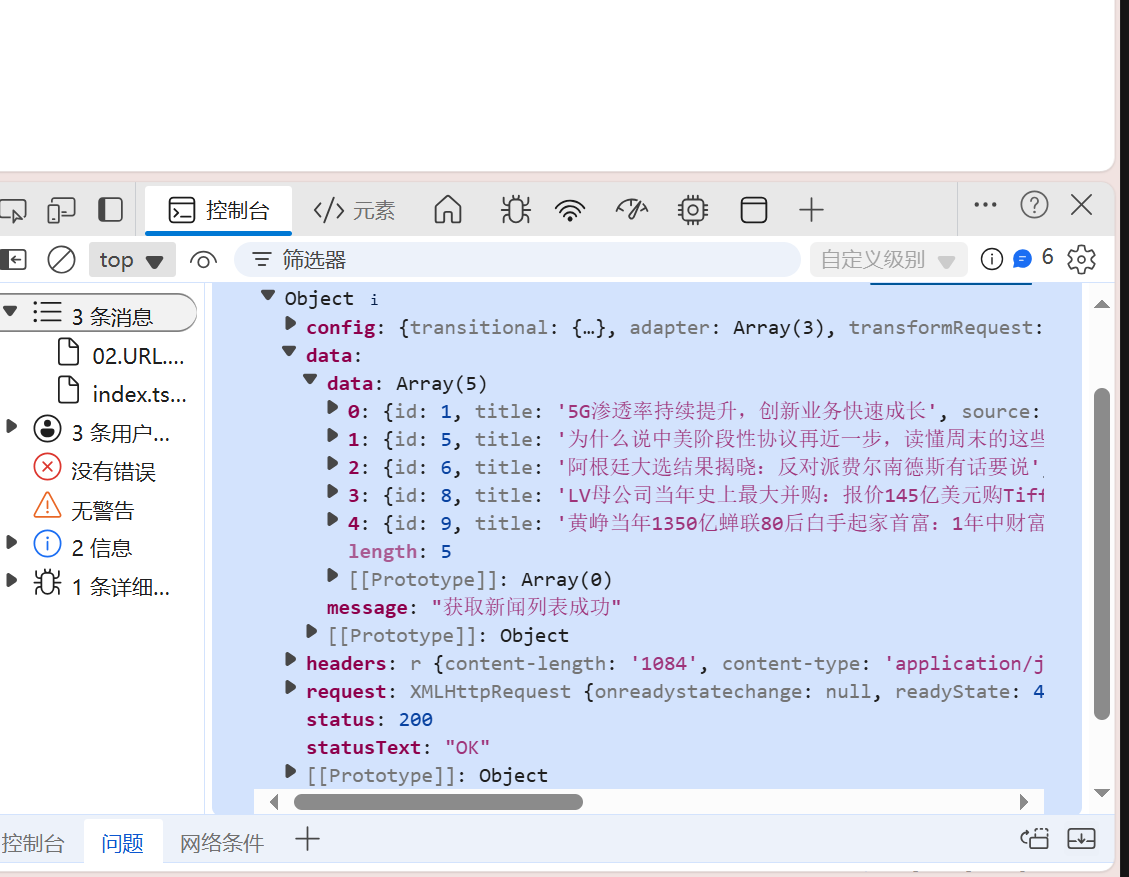 控制台 </> 元素
top 筛选器 自定义级别 6
3 条消息
02.URL....
index.ts...
3 条用户...
没有错误
无警告
2 信息
1 条详细...
Object i
config: {transitional: {…}, adapter: Array(3), transformRequest:
data:
data: Array(5)
0: {id: 1, title: '5G渗透率持续提升，创新业务快速成长', source:
1: {id: 5, title: '为什么说中美阶段性协议再近一步，读懂周末的这些
2: {id: 6, title: '阿根廷大选结果揭晓：反对派费尔南德斯有话要说'
3: {id: 8, title: 'LV母公司当年史上最大并购：报价145亿美元购Tiff
4: {id: 9, title: '黄峥当年1350亿蝉联80后白手起家首富：1年中财富
length: 5
[[Prototype]]: Array(0)
message: "获取新闻列表成功"
[[Prototype]]: Object
headers: r {content-length: '1084', content-type: 'application/j
request: XMLHttpRequest {onreadystatechange: null, readyState: 4
status: 200
statusText: "OK"
[[Prototype]]: Object
控制台 问题 网络条件